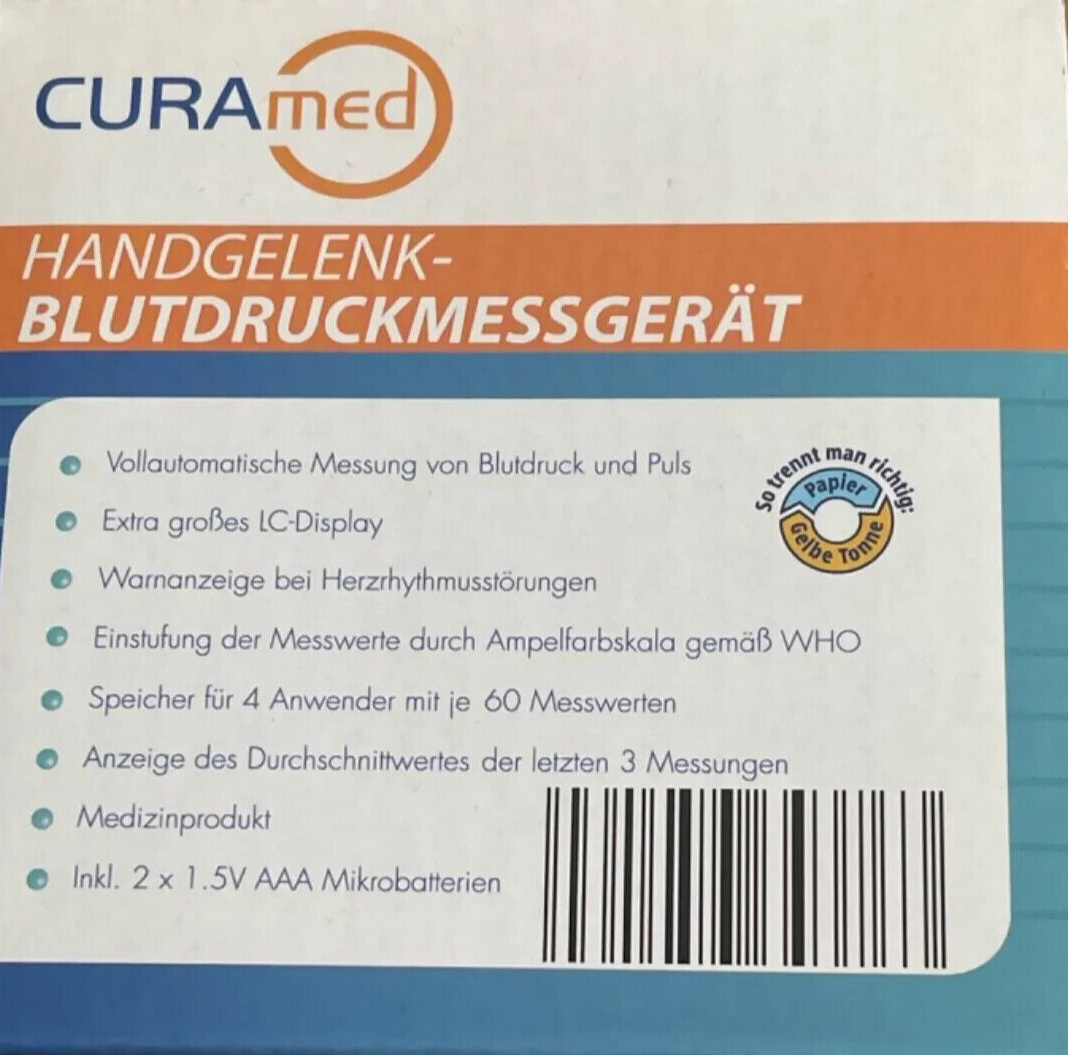 CURAmed
HANDGELENK-
BLUTDRUCKMESSGERÄT
Vollautomatische Messung von Blutdruck und Puls
Extra großes LC-Display
Warnanzeige bei Herzrhythmusstörungen
Einstufung der Messwerte durch Ampelfarbskala gemäß WHO
Speicher für 4 Anwender mit je 60 Messwerten
Anzeige des Durchschnittwertes der letzten 3 Messungen
Medizinprodukt
Inkl. 2 x 1.5V AAA Mikrobatterien
So trennt man richtig:
Papier
Gelbe Tonne